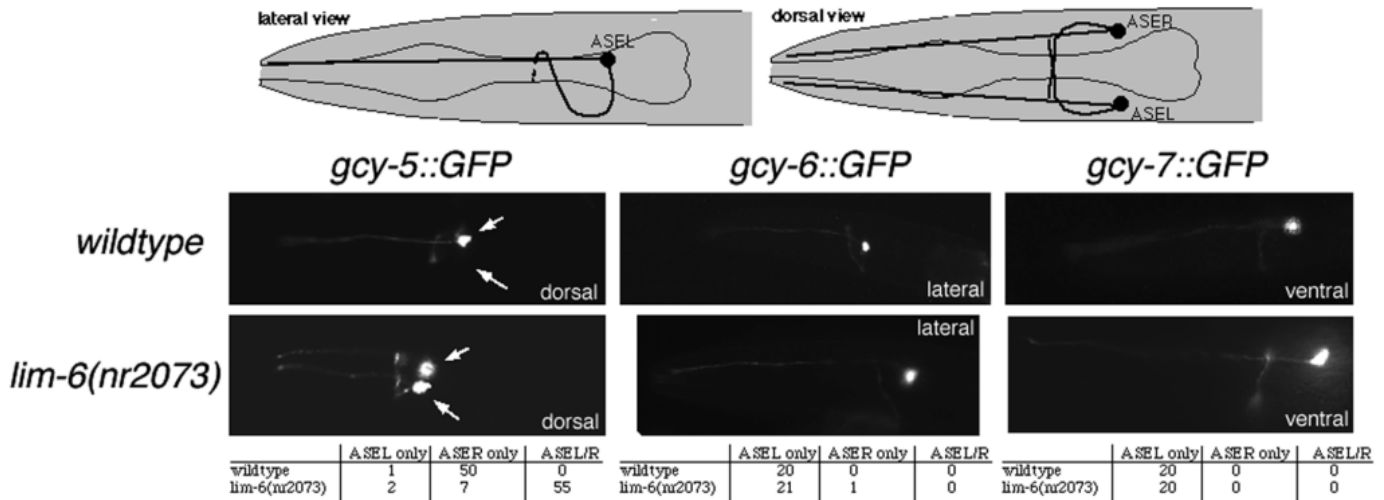 lateral view
ASEL
dorsal view
ASER
ASEL
gcy-5::GFP
gcy-6::GFP
gcy-7::GFP
wildtype
dorsal
lateral
ventral
lim-6(nr2073)
dorsal
lateral
ventral
ASEL only ASER only ASEL/R
wildtype 1 50 0
lim-6(nr2073) 2 7 55
ASEL only ASER only ASEL/R
wildtype 20 0 0
lim-6(nr2073) 21 1 0
ASEL only ASER only ASEL/R
wildtype 20 0 0
lim-6(nr2073) 20 0 0